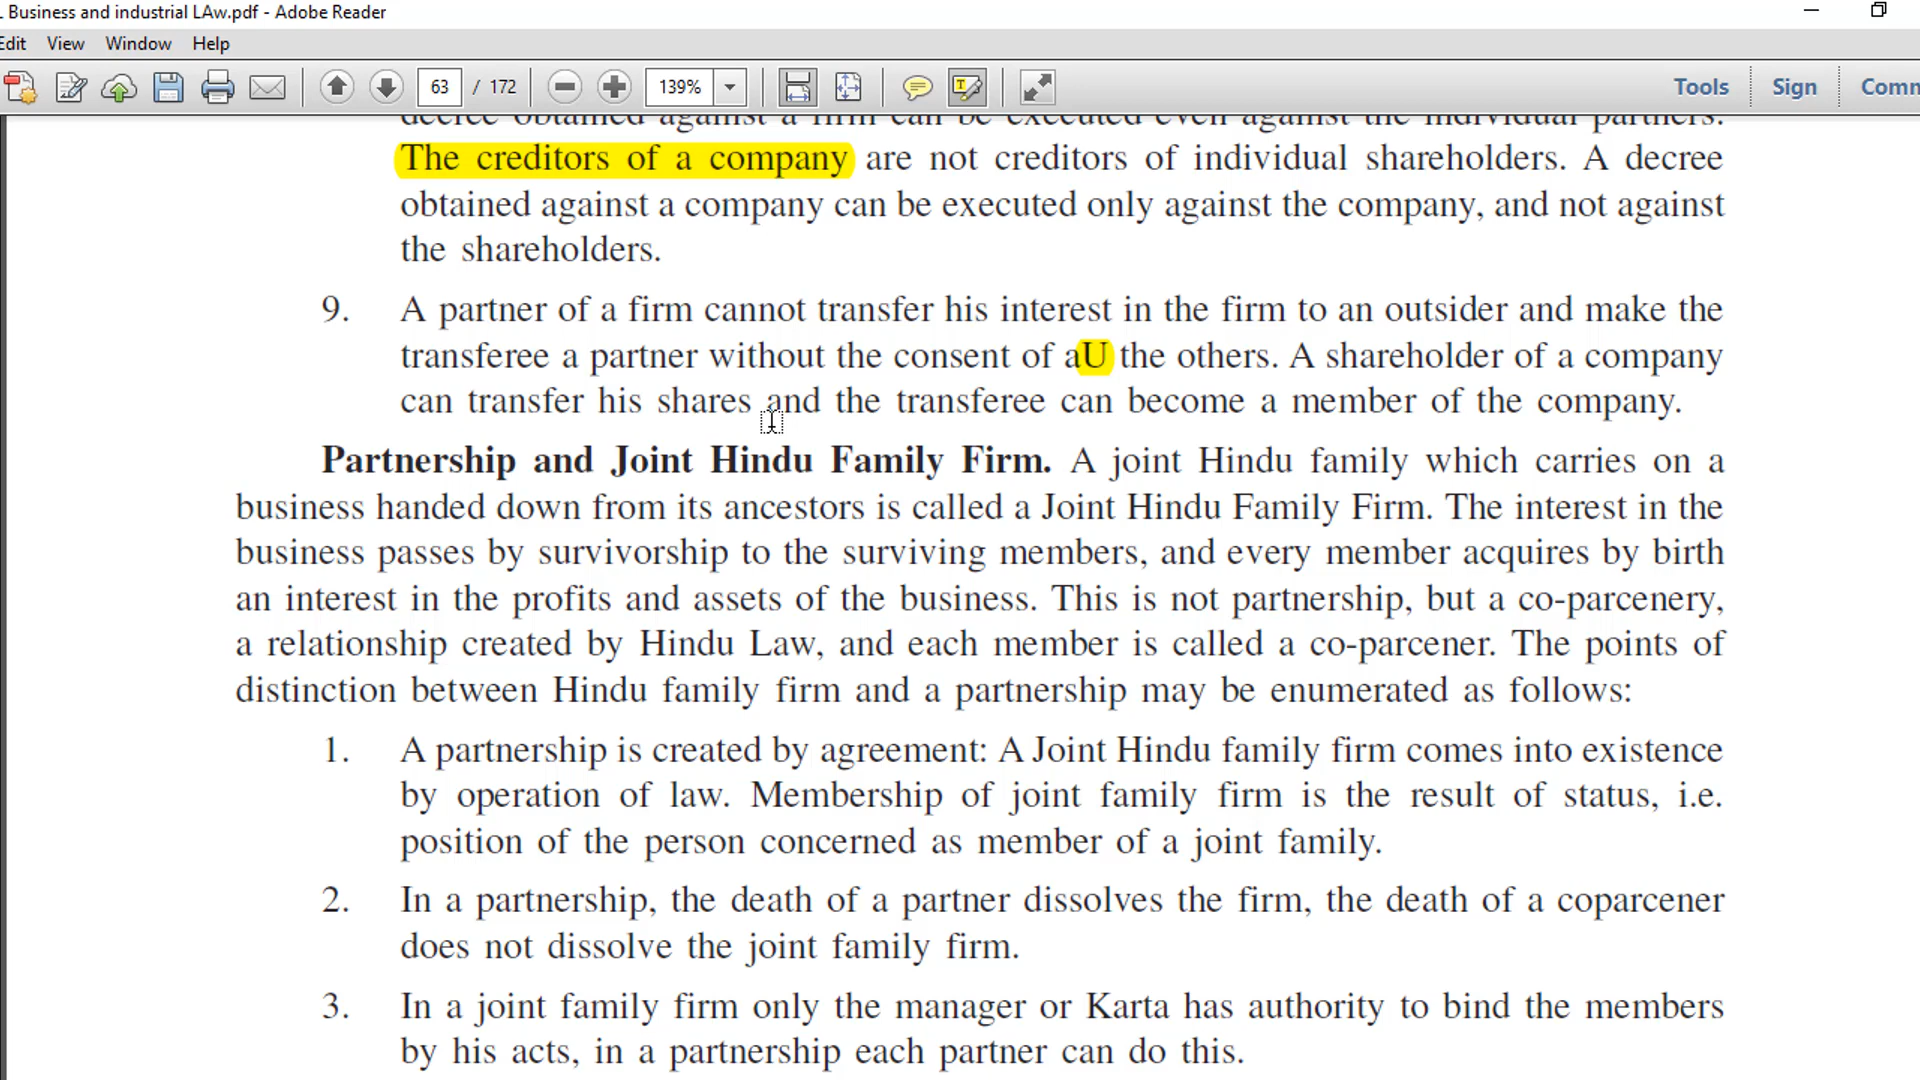 Business and industrial LAw.pdf - Adobe Reader
Edit View Window Help
63 / 172 139% Tools Sign Comm
decree obtained against a firm can be executed even against the individual partners.
The creditors of a company are not creditors of individual shareholders. A decree
obtained against a company can be executed only against the company, and not against
the shareholders.
9. A partner of a firm cannot transfer his interest in the firm to an outsider and make the
transferee a partner without the consent of aU the others. A shareholder of a company
can transfer his shares and the transferee can become a member of the company.
Partnership and Joint Hindu Family Firm. A joint Hindu family which carries on a
business handed down from its ancestors is called a Joint Hindu Family Firm. The interest in the
business passes by survivorship to the surviving members, and every member acquires by birth
an interest in the profits and assets of the business. This is not partnership, but a co-parcenery,
a relationship created by Hindu Law, and each member is called a co-parcener. The points of
distinction between Hindu family firm and a partnership may be enumerated as follows:
1. A partnership is created by agreement: A Joint Hindu family firm comes into existence
by operation of law. Membership of joint family firm is the result of status, i.e.
position of the person concerned as member of a joint family.
2. In a partnership, the death of a partner dissolves the firm, the death of a coparcener
does not dissolve the joint family firm.
3. In a joint family firm only the manager or Karta has authority to bind the members
by his acts, in a partnership each partner can do this.